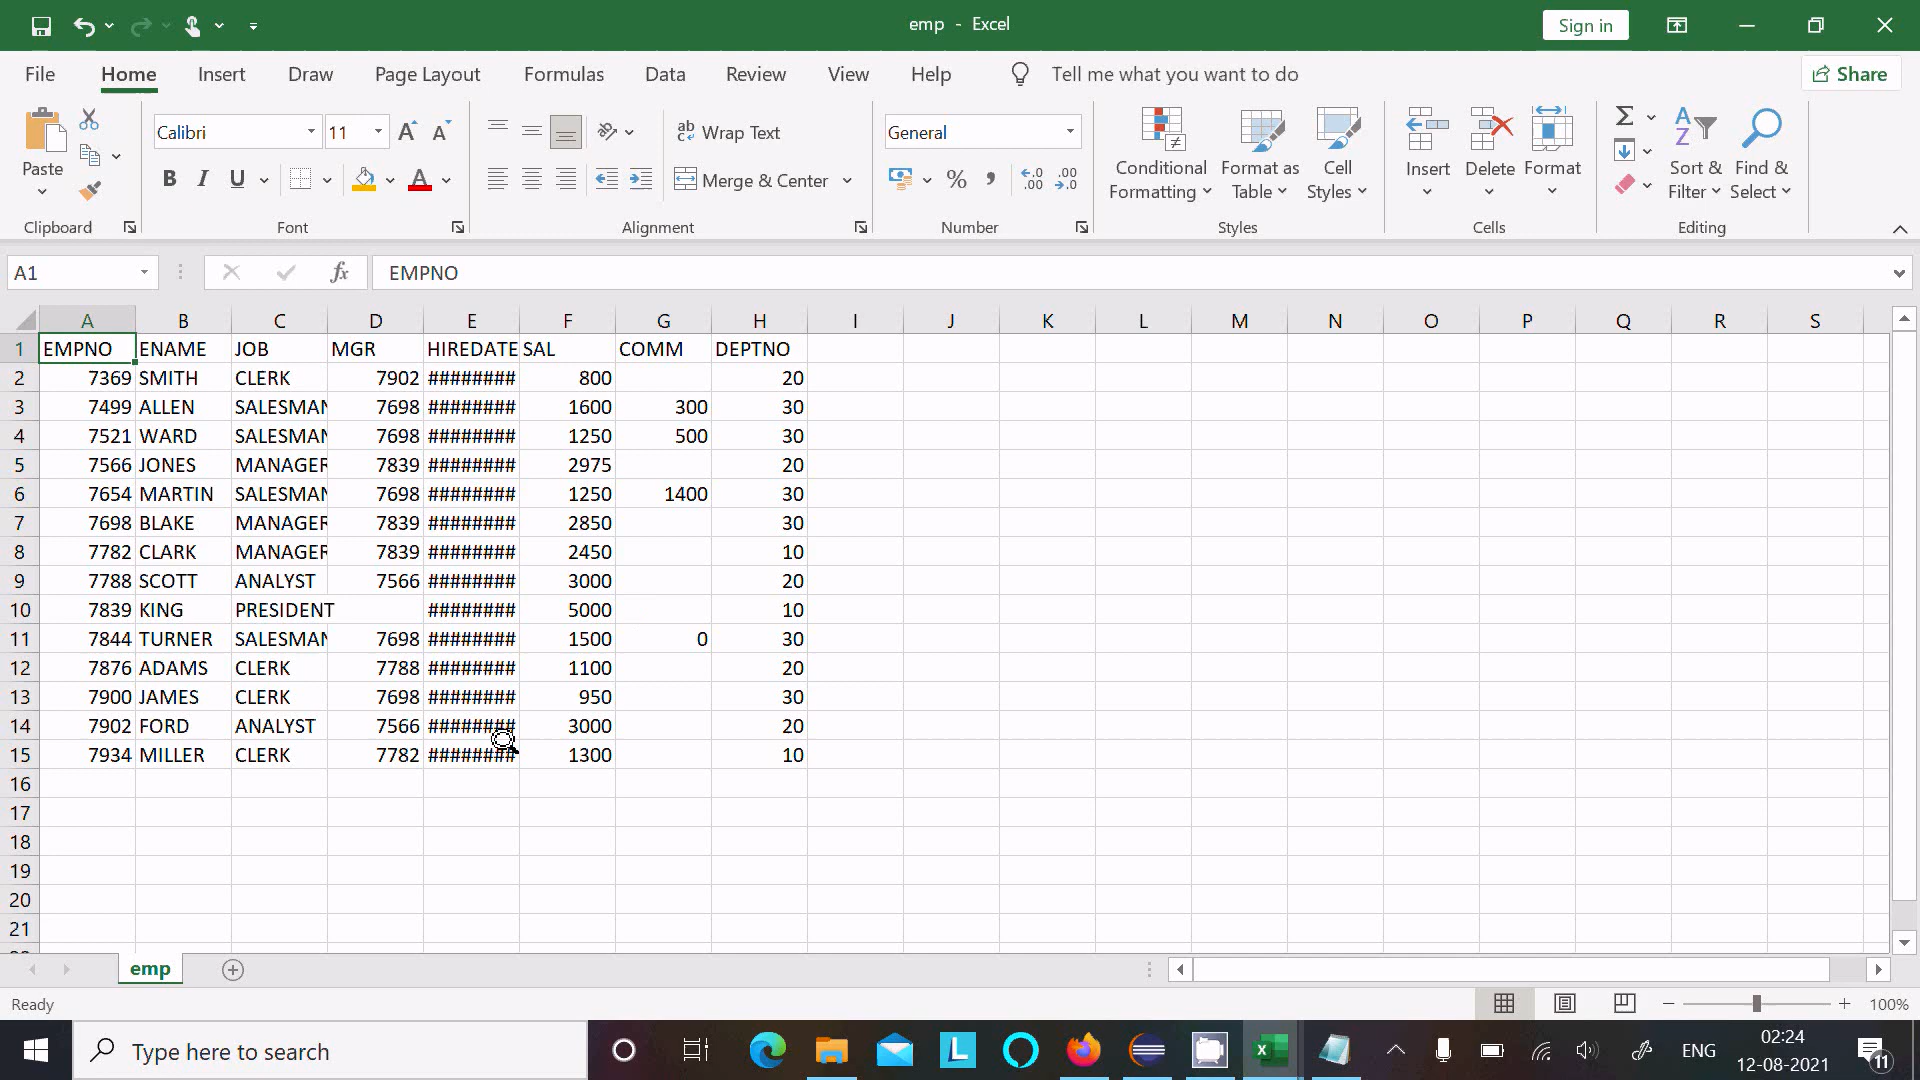 emp - Excel
Sign in
File Home Insert Draw Page Layout Formulas Data Review View Help Tell me what you want to do Share
Paste
Calibri 11
Wrap Text
Merge & Center
General
Conditional Formatting
Format as Table
Cell Styles
Insert Delete Format
Sort & Filter
Find & Select
Clipboard Font Alignment Number Styles Cells Editing
A1 fx EMPNO
A B C D E F G H I J K L M N O P Q R S
1 EMPNO ENAME JOB MGR HIREDATE SAL COMM DEPTNO
2 7369 SMITH CLERK 7902 ######## 800 20
3 7499 ALLEN SALESMAN 7698 ######## 1600 300 30
4 7521 WARD SALESMAN 7698 ######## 1250 500 30
5 7566 JONES MANAGER 7839 ######## 2975 20
6 7654 MARTIN SALESMAN 7698 ######## 1250 1400 30
7 7698 BLAKE MANAGER 7839 ######## 2850 30
8 7782 CLARK MANAGER 7839 ######## 2450 10
9 7788 SCOTT ANALYST 7566 ######## 3000 20
10 7839 KING PRESIDENT ######## 5000 10
11 7844 TURNER SALESMAN 7698 ######## 1500 0 30
12 7876 ADAMS CLERK 7788 ######## 1100 20
13 7900 JAMES CLERK 7698 ######## 950 30
14 7902 FORD ANALYST 7566 ######## 3000 20
15 7934 MILLER CLERK 7782 ######## 1300 10
16
17
18
19
20
21
emp
Ready 100%
Type here to search
ENG
02:24
12-08-2021
11